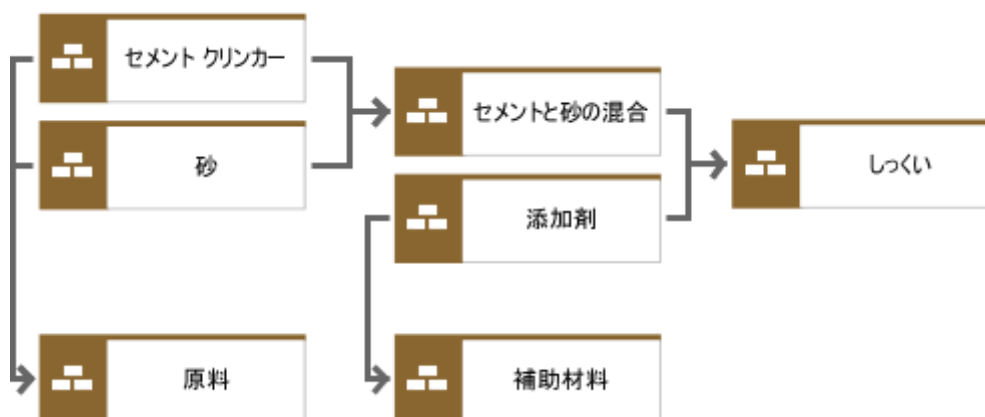 セメント クリンカー
セメントと砂の混合
砂
しっくい
添加剤
原料
補助材料